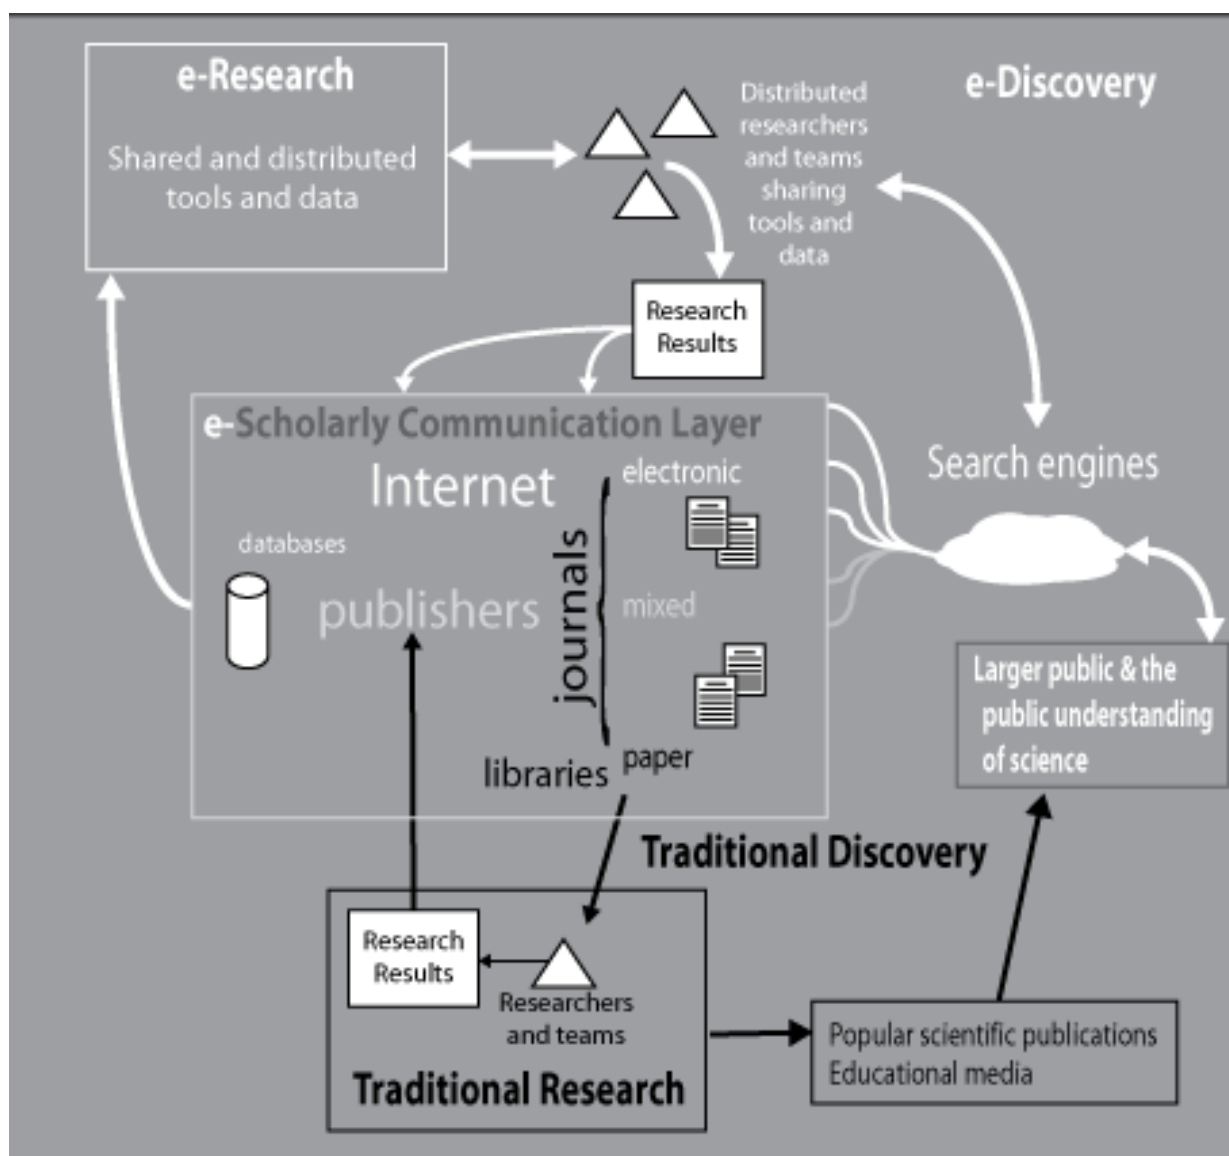 e-Research
Shared and distributed
tools and data
Distributed
researchers
and teams
sharing
tools and
data
e-Discovery
Research
Results
e-Scholarly Communication Layer
Internet
databases
publishers
journals
electronic
mixed
paper
libraries
Search engines
Larger public & the
public understanding
of science
Traditional Discovery
Research
Results
Researchers
and teams
Traditional Research
Popular scientific publications
Educational media